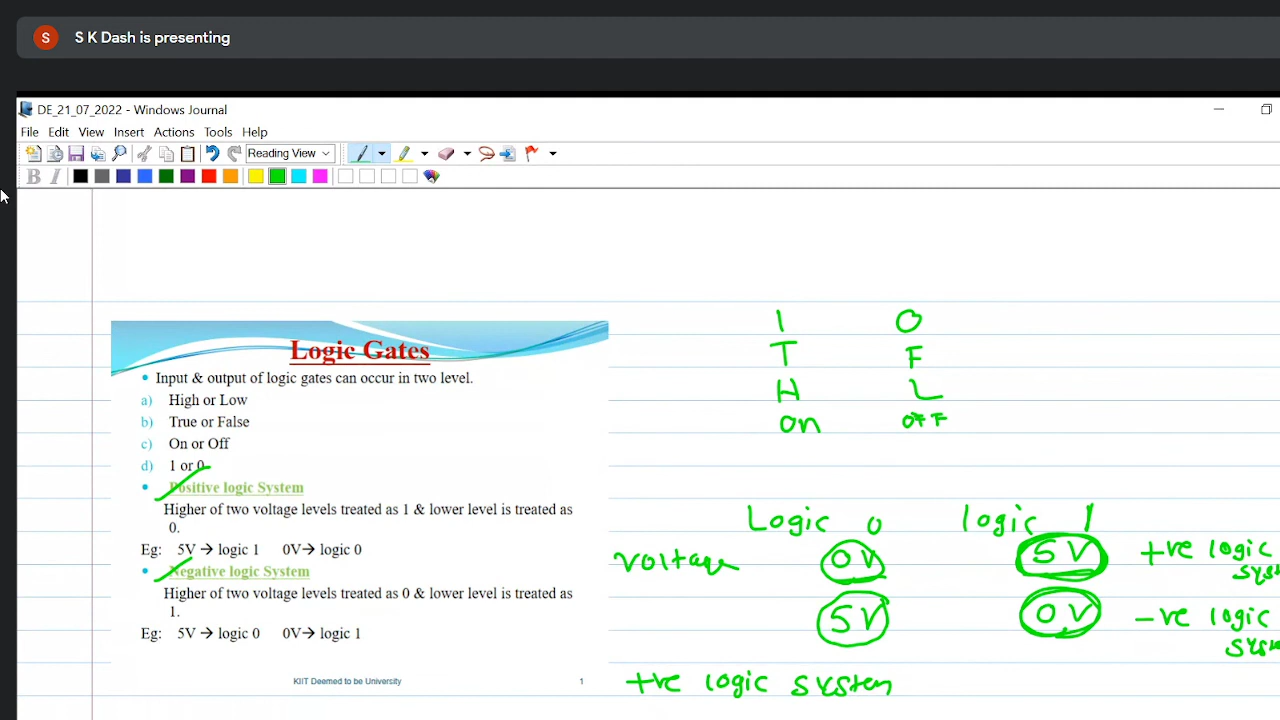 S
S K Dash is presenting
DE_21_07_2022 - Windows Journal
File Edit View Insert Actions Tools Help
Reading View
B I
Logic Gates
• Input & output of logic gates can occur in two level.
a) High or Low
b) True or False
c) On or Off
d) 1 or 0
• Positive logic System
Higher of two voltage levels treated as 1 & lower level is treated as
0.
Eg: 5V → logic 1 0V→ logic 0
• Negative logic System
Higher of two voltage levels treated as 0 & lower level is treated as
1.
Eg: 5V → logic 0 0V→ logic 1
KIIT Deemed to be University 1
1 0
T F
H L
On OFF
Logic 0 logic 1
voltage 0V 5V +ve logic
sys
5V 0V -ve logic
sys
+ve logic system